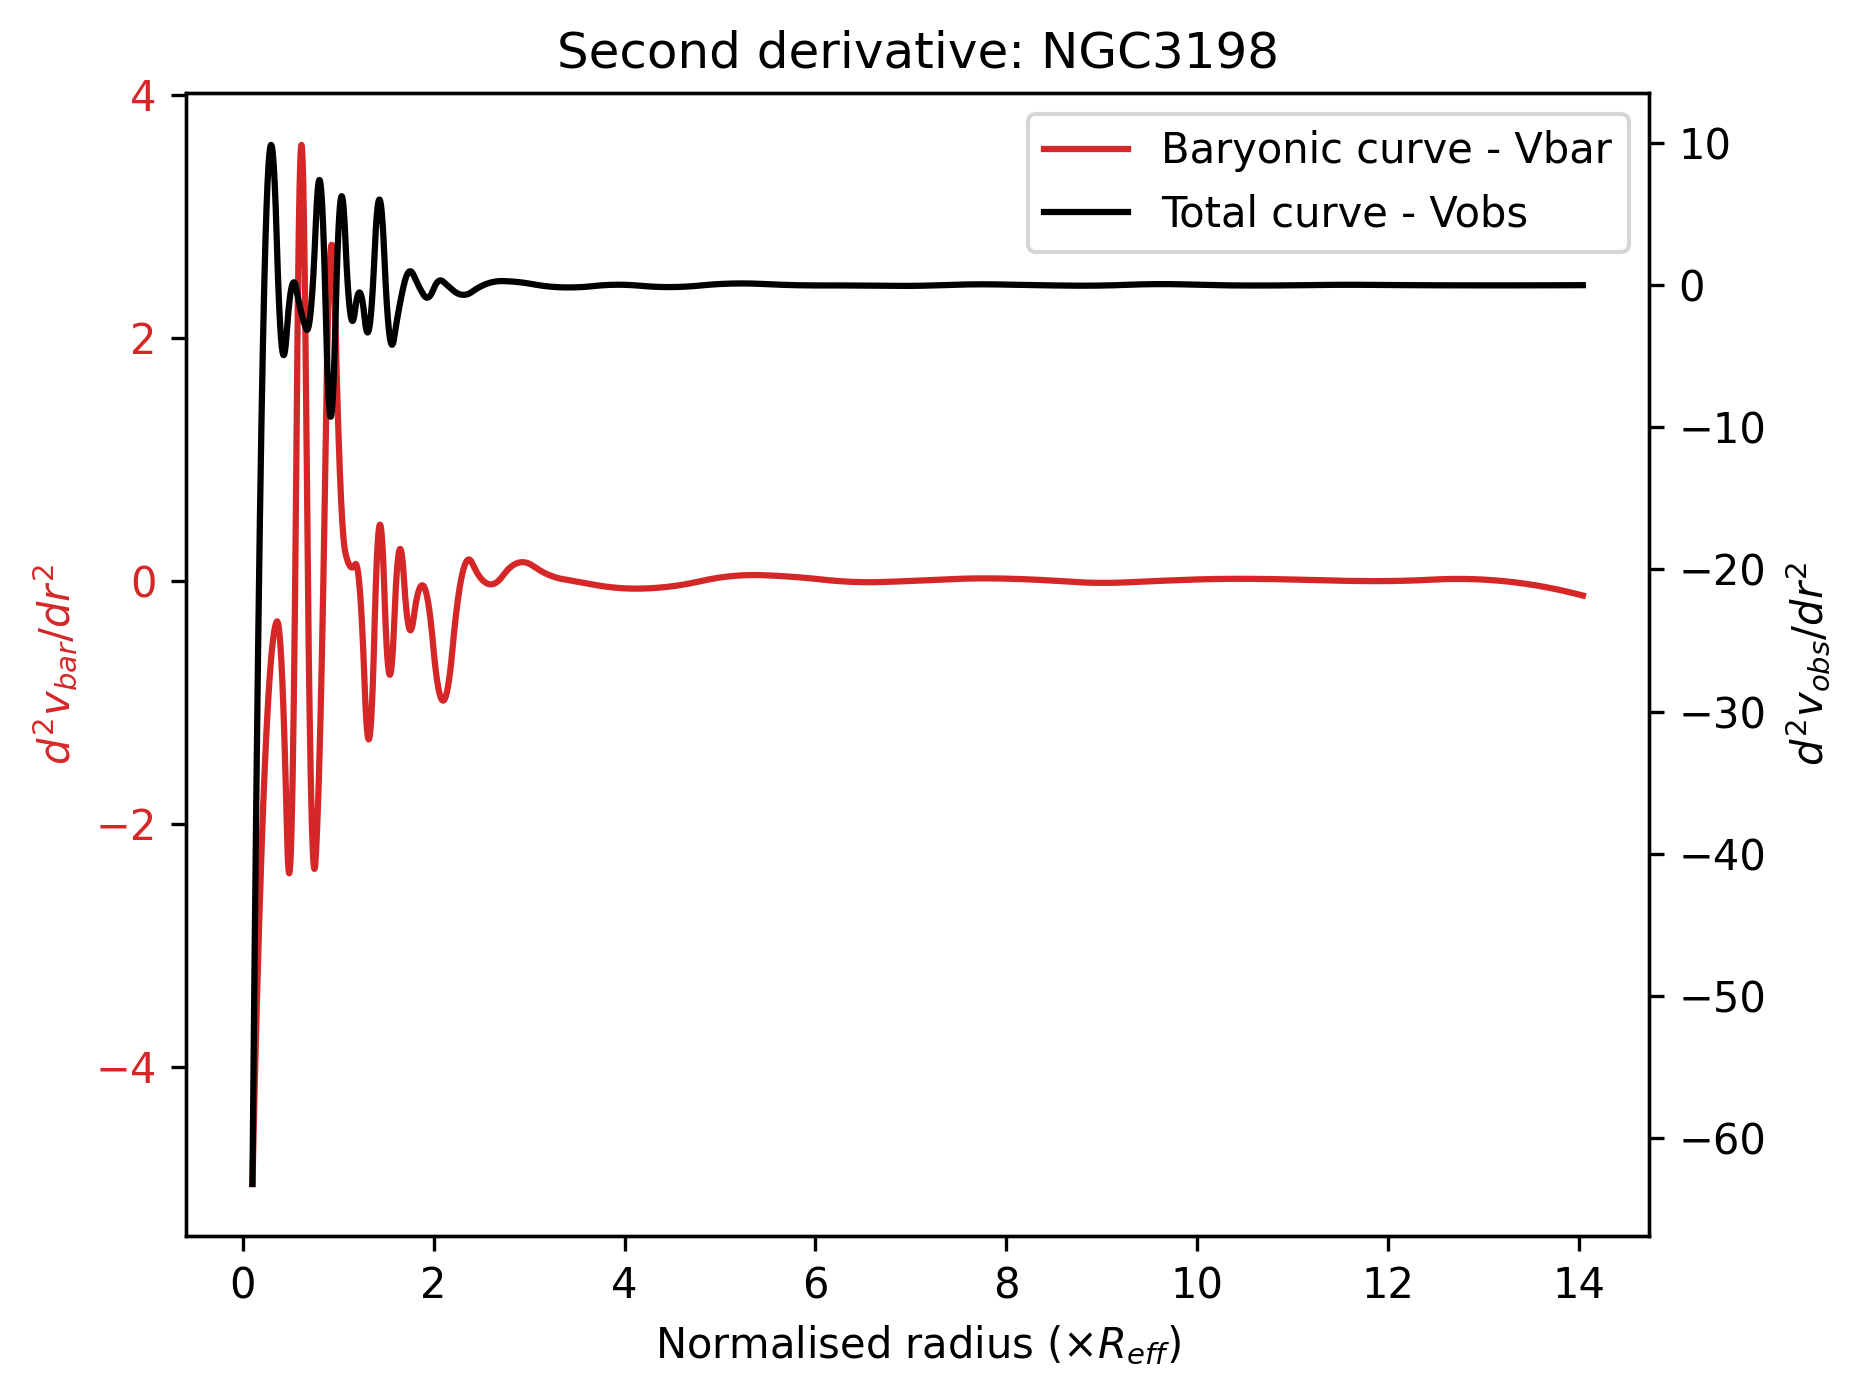 Second derivative: NGC3198
Baryonic curve - Vbar
Total curve - Vobs
4
2
0
−2
−4
d²v_bar/dr²
10
0
−10
−20
−30
−40
−50
−60
d²v_obs/dr²
0 2 4 6 8 10 12 14
Normalised radius (×R_eff)